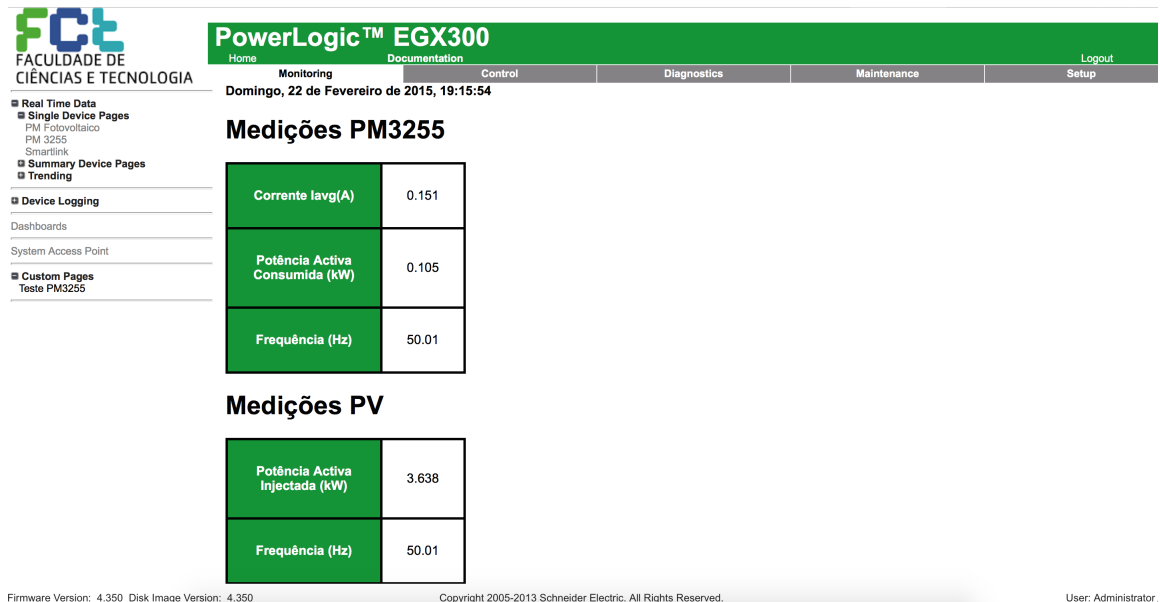 FCt
FACULDADE DE
CIÊNCIAS E TECNOLOGIA
PowerLogic™ EGX300
Home Documentation Logout
Monitoring Control Diagnostics Maintenance Setup
Real Time Data
Single Device Pages
PM Fotovoltaico
PM 3255
Smartlink
Summary Device Pages
Trending
Device Logging
Dashboards
System Access Point
Custom Pages
Teste PM3255
Domingo, 22 de Fevereiro de 2015, 19:15:54
Medições PM3255
Corrente Iavg(A) 0.151
Potência Activa
Consumida (kW) 0.105
Frequência (Hz) 50.01
Medições PV
Potência Activa
Injectada (kW) 3.638
Frequência (Hz) 50.01
Firmware Version: 4.350 Disk Image Version: 4.350 Copyright 2005-2013 Schneider Electric. All Rights Reserved. User: Administrator